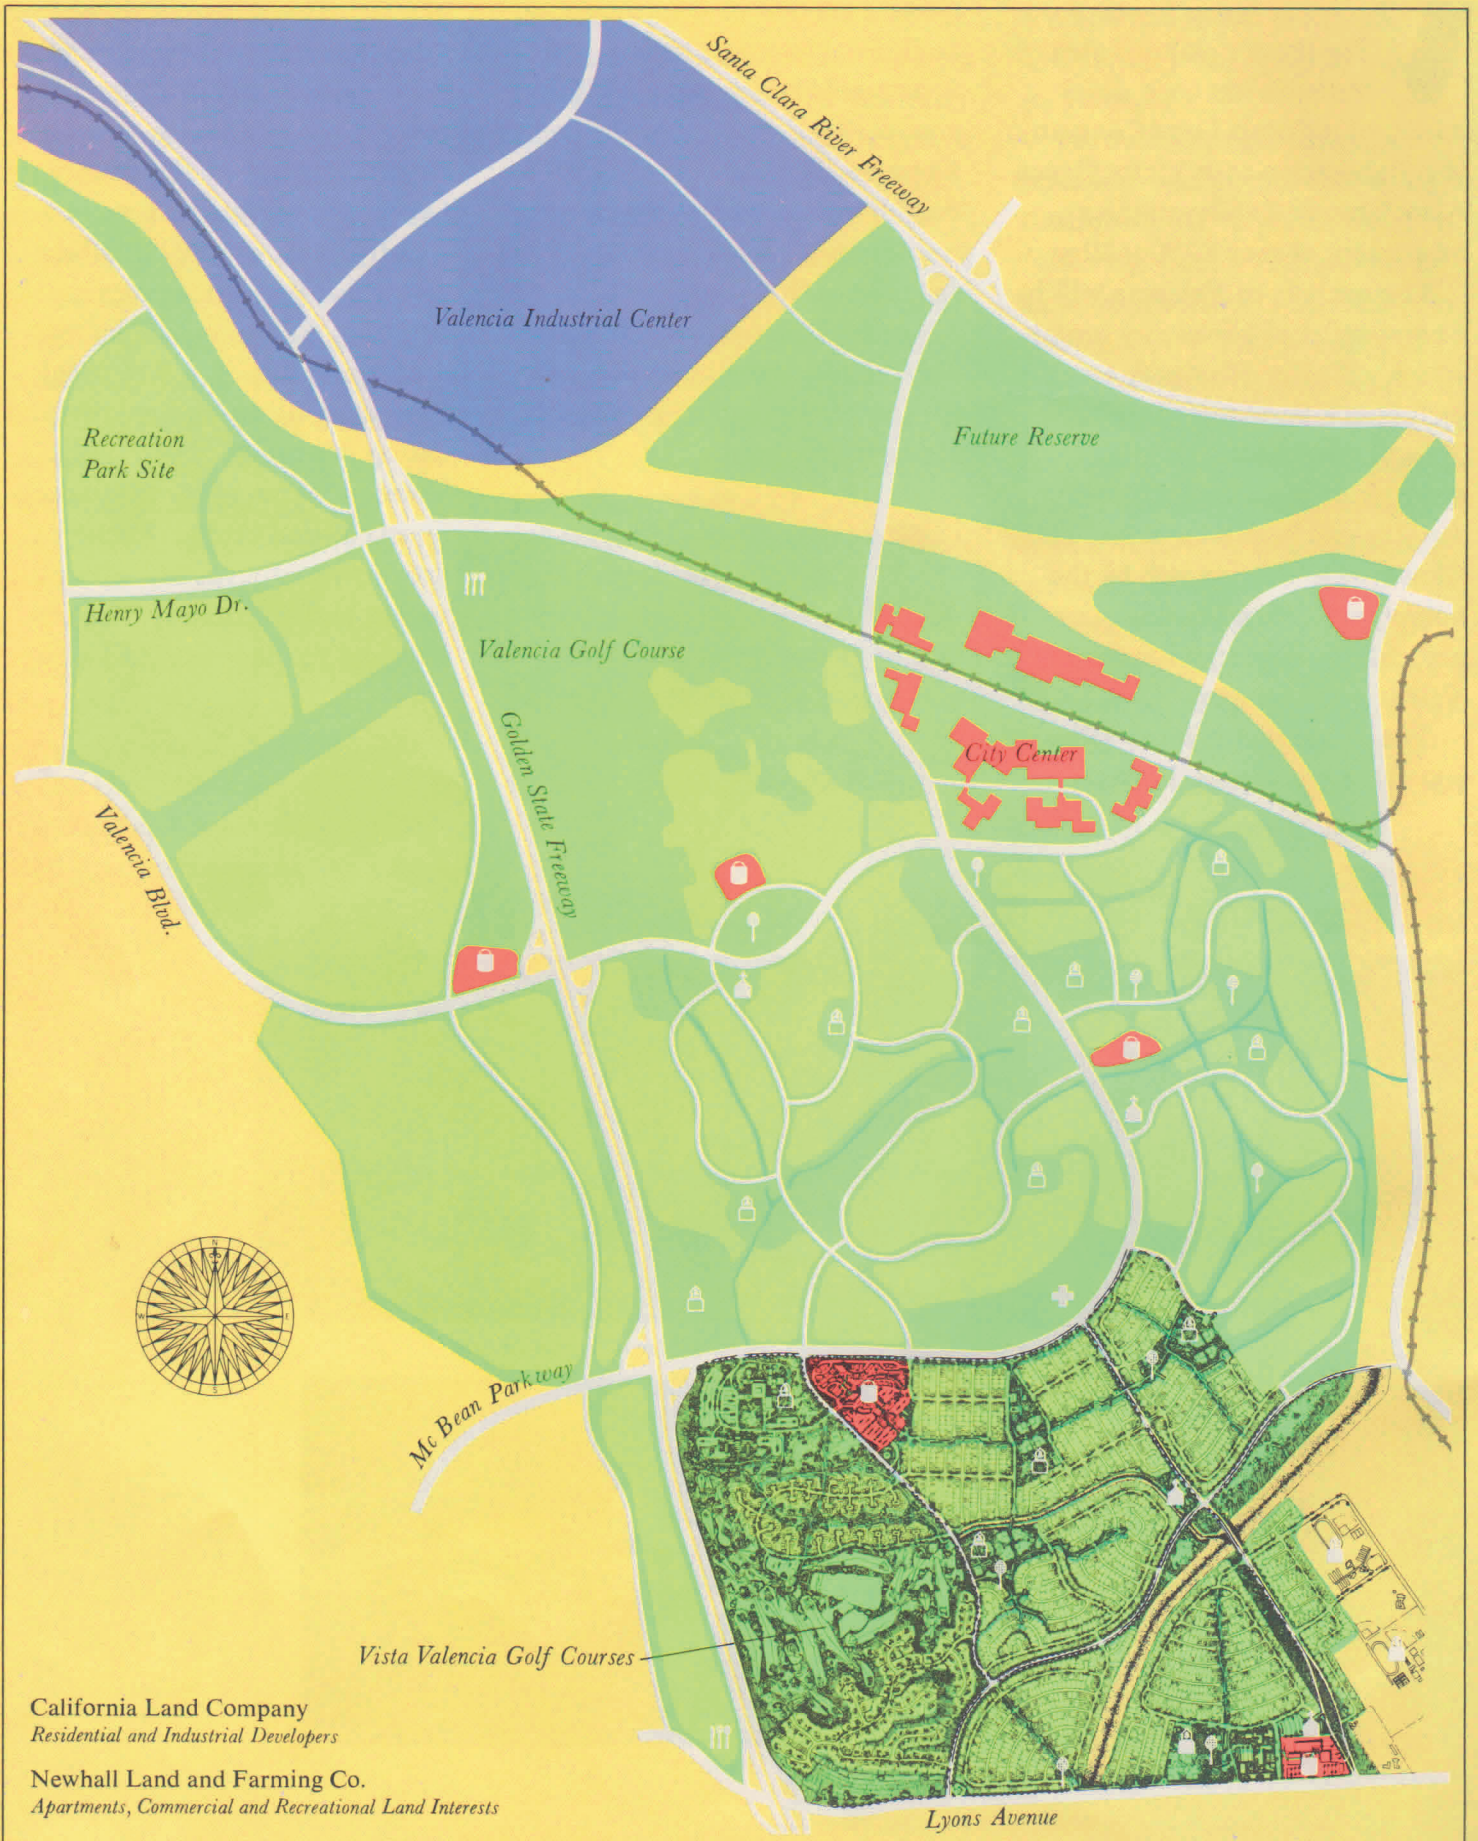 Santa Clara River Freeway
Valencia Industrial Center
Recreation
Park Site
Future Reserve
Henry Mayo Dr.
Valencia Golf Course
Golden State Freeway
City Center
Valencia Blvd.
N
W
E
S
Mc Bean Parkway
Vista Valencia Golf Courses
California Land Company
Residential and Industrial Developers
Newhall Land and Farming Co.
Apartments, Commercial and Recreational Land Interests
Lyons Avenue